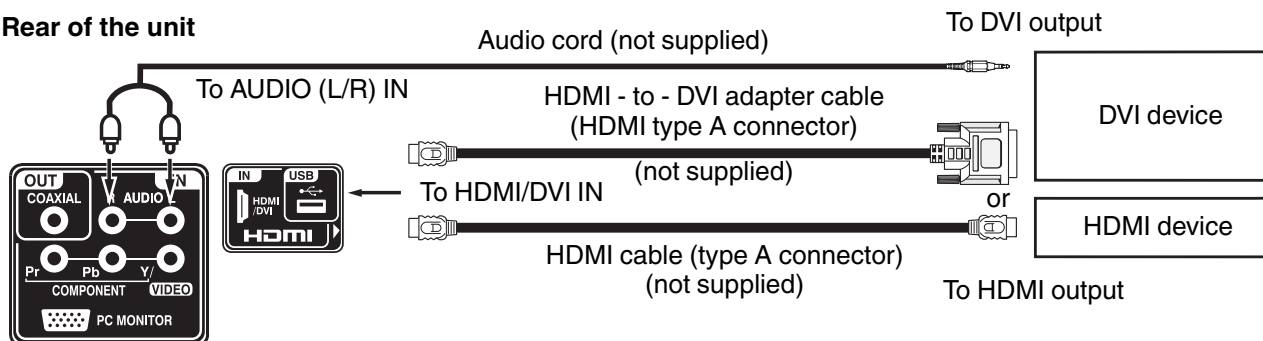 Rear of the unit
To DVI output
Audio cord (not supplied)
To AUDIO (L/R) IN
HDMI - to - DVI adapter cable
(HDMI type A connector)
(not supplied)
DVI device
OUT
COAXIAL
R AUDIO L
IN
IN
USB
HDMI
/DVI
HDMI
To HDMI/DVI IN
or
HDMI device
HDMI cable (type A connector)
(not supplied)
To HDMI output
Pr
Pb
Y/
COMPONENT
VIDEO
PC MONITOR